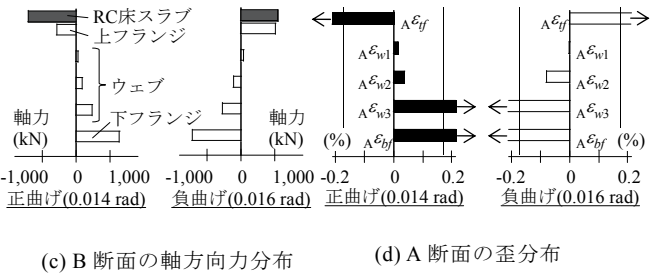 RC床スラブ
上フランジ
ウェブ
下フランジ
軸力
(kN)
-1,000 0 1,000
正曲げ(0.014 rad)
軸力
(kN)
-1,000 0 1,000
負曲げ(0.016 rad)
(c) B 断面の軸方向力分布
Aεtf
Aεw1
Aεw2
Aεw3
Aεbf
(%)
-0.2 0 0.2
正曲げ(0.014 rad)
Aεtf
Aεw1
Aεw2
Aεw3
Aεbf
(%)
-0.2 0 0.2
負曲げ(0.016 rad)
(d) A 断面の歪分布